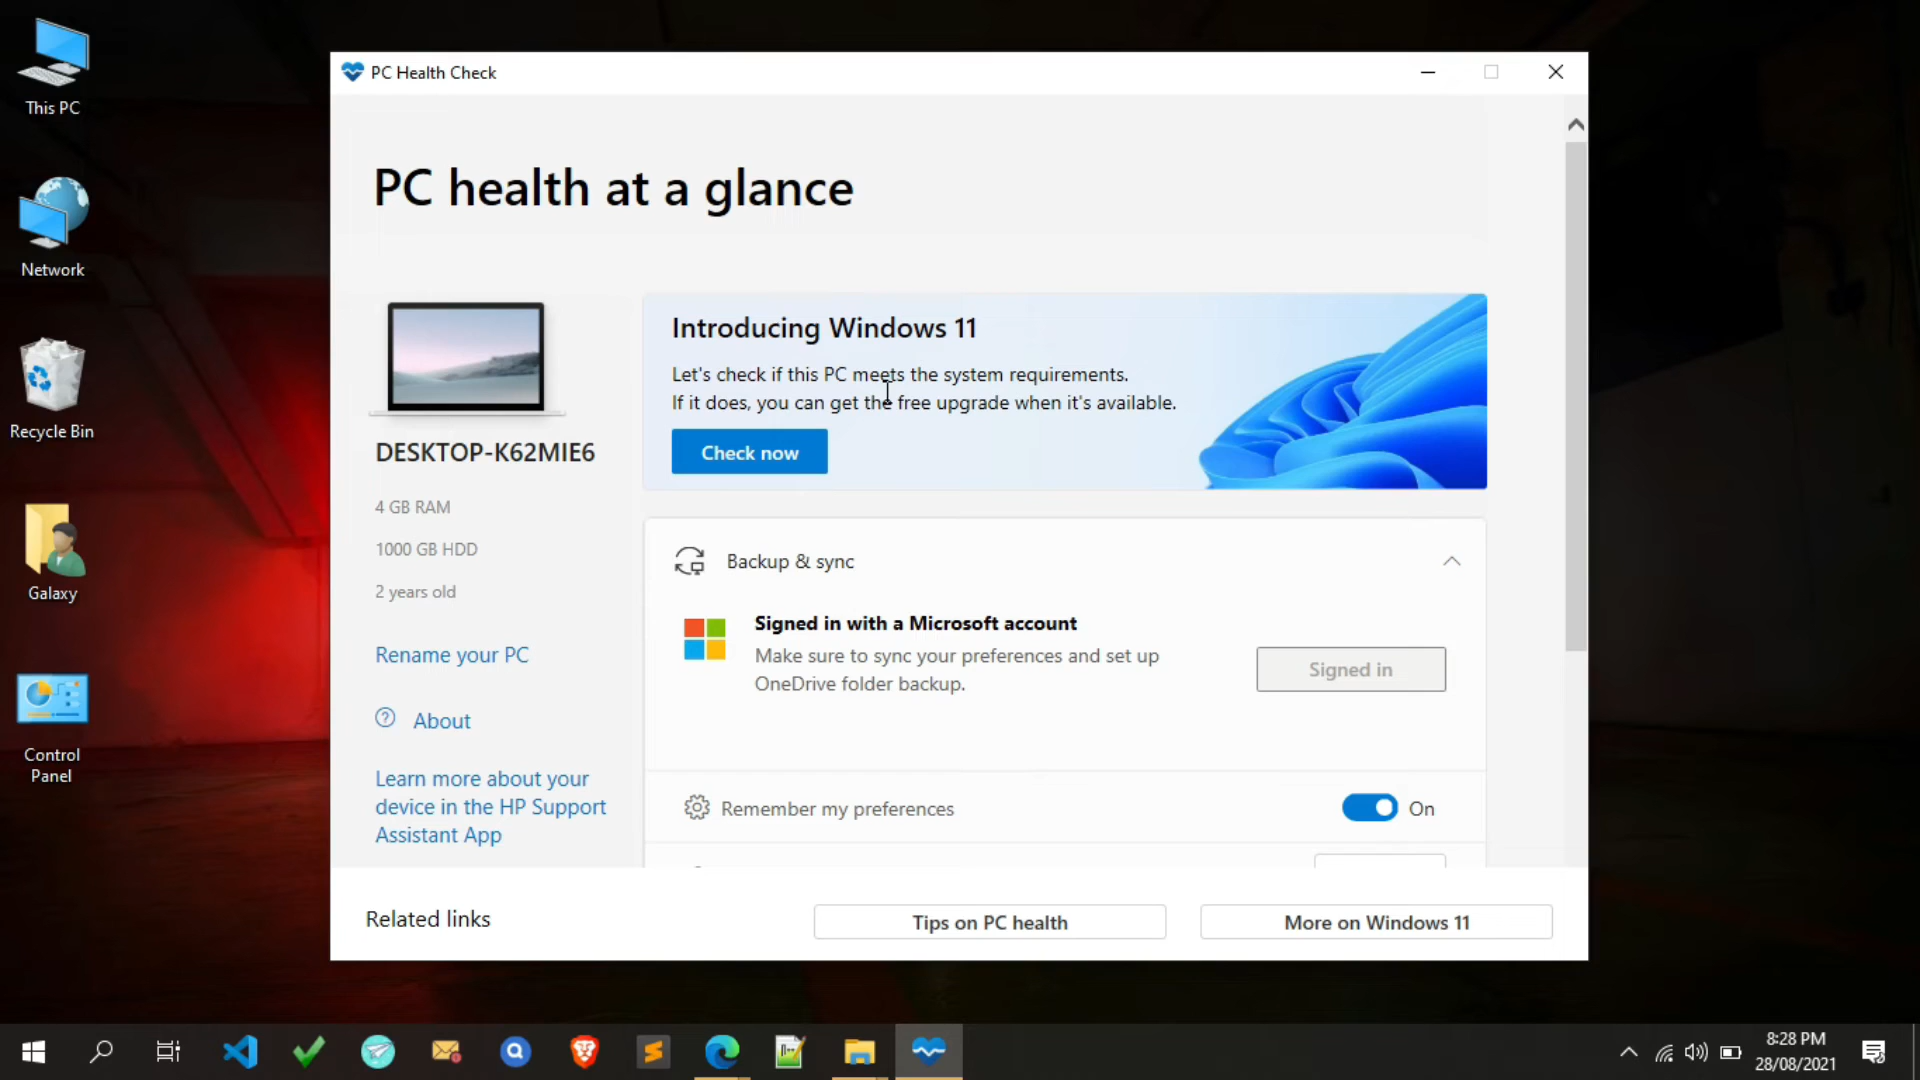 This PC
Network
Recycle Bin
Galaxy
Control
Panel
PC Health Check
PC health at a glance
DESKTOP-K62MIE6
4 GB RAM
1000 GB HDD
2 years old
Rename your PC
About
Learn more about your
device in the HP Support
Assistant App
Introducing Windows 11
Let's check if this PC meets the system requirements.
If it does, you can get the free upgrade when it's available.
Check now
Backup & sync
Signed in with a Microsoft account
Make sure to sync your preferences and set up
OneDrive folder backup.
Signed in
Remember my preferences
On
Related links
Tips on PC health
More on Windows 11
8:28 PM
28/08/2021